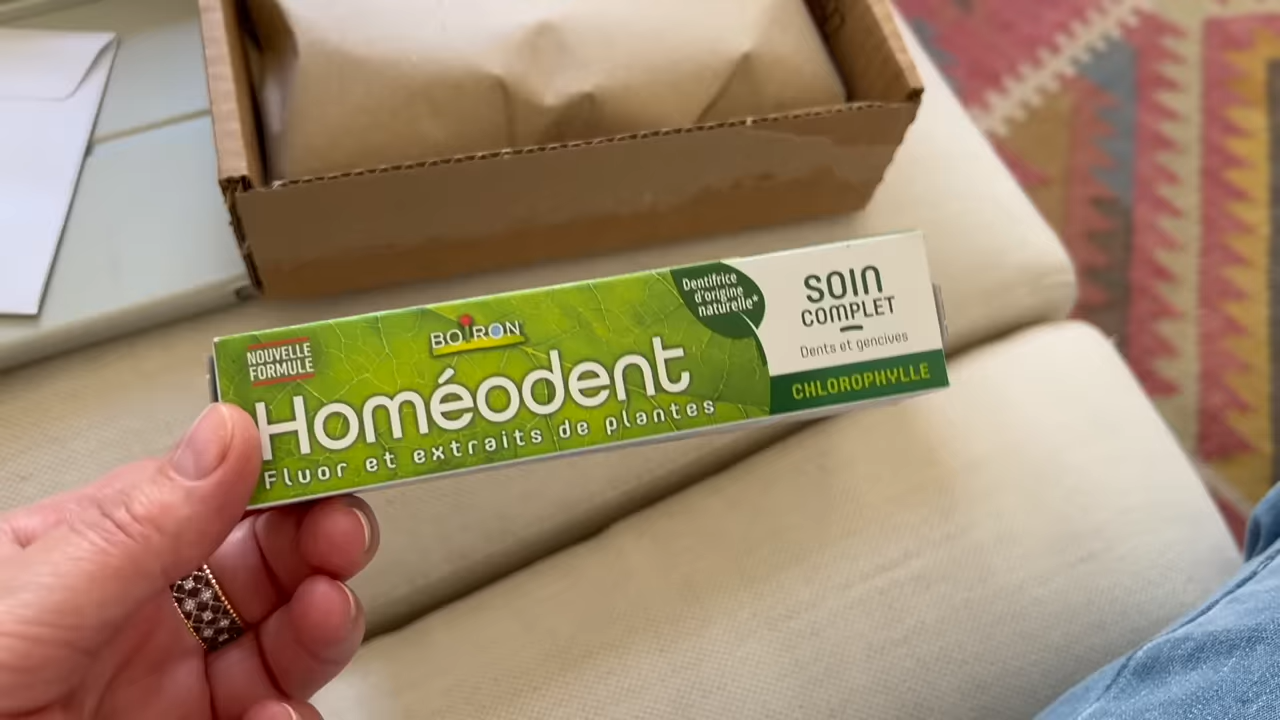 NOUVELLE
FORMULE
BOIRON
Homéodent
Fluor et extraits de plantes
Dentifrice
d'origine
naturelle*
SOIN
COMPLET
Dents et gencives
CHLOROPHYLLE